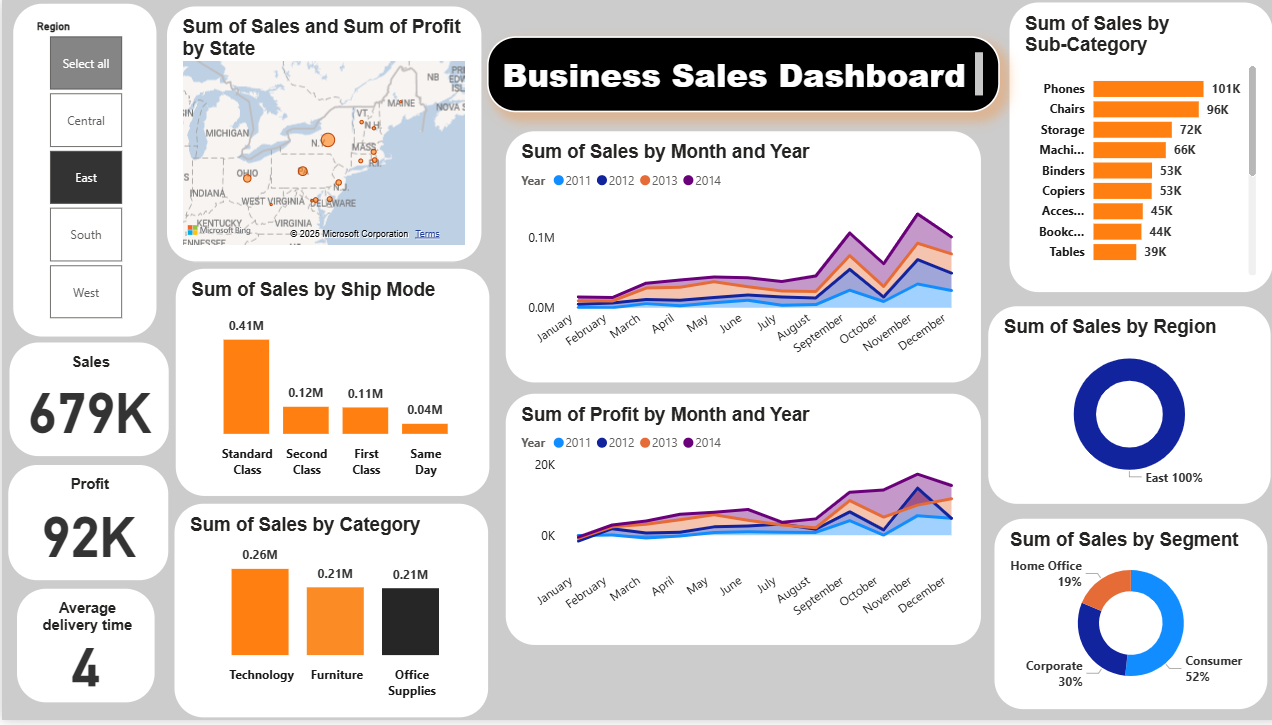 Region
Select all
Central
East
South
West
Sales
679K
Profit
92K
Average
delivery time
4
Sum of Sales and Sum of Profit
by State
NB
MAINE
NOVA S
VT.
N.H.
MICHIGAN
N.
MASS
R.I.
OHIO
N.J.
INDIANA
WEST VIRGINIA
DELAWARE
KENTUCKY
VIRGINIA
Microsoft Bing
© 2025 Microsoft Corporation Terms
Sum of Sales by Ship Mode
0.41M
0.12M
0.11M
0.04M
Standard
Class
Second
Class
First
Class
Same
Day
Sum of Sales by Category
0.26M
0.21M
0.21M
Technology
Furniture
Office
Supplies
Business Sales Dashboard
Sum of Sales by Month and Year
Year 2011 2012 2013 2014
0.1M
0.0M
January
February
March
April
May
June
July
August
September
October
November
December
Sum of Profit by Month and Year
Year 2011 2012 2013 2014
20K
0K
January
February
March
April
May
June
July
August
September
October
November
December
Sum of Sales by
Sub-Category
Phones 101K
Chairs 96K
Storage 72K
Machi... 66K
Binders 53K
Copiers 53K
Acces... 45K
Bookc... 44K
Tables 39K
Sum of Sales by Region
East 100%
Sum of Sales by Segment
Home Office
19%
Corporate
30%
Consumer
52%